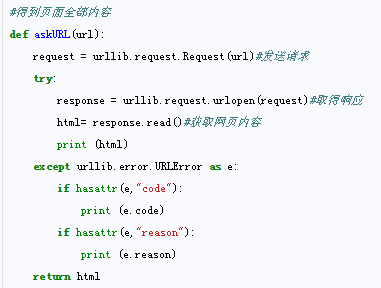 #得到页面全部内容
def askURL(url):
    request = urllib.request.Request(url)#发送请求
    try:
        response = urllib.request.urlopen(request)#取得响应
        html= response.read()#获取网页内容
        print (html)
    except urllib.error.URLError as e:
        if hasattr(e,"code"):
            print (e.code)
        if hasattr(e,"reason"):
            print (e.reason)
    return html